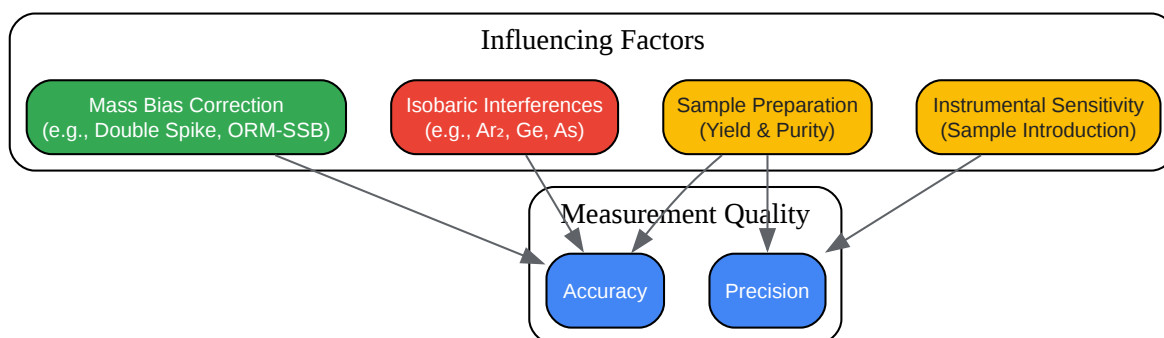 Influencing Factors
Mass Bias Correction
(e.g., Double Spike, ORM-SSB)
Isobaric Interferences
(e.g., Ar₂, Ge, As)
Sample Preparation
(Yield & Purity)
Instrumental Sensitivity
(Sample Introduction)
Measurement Quality
Accuracy
Precision